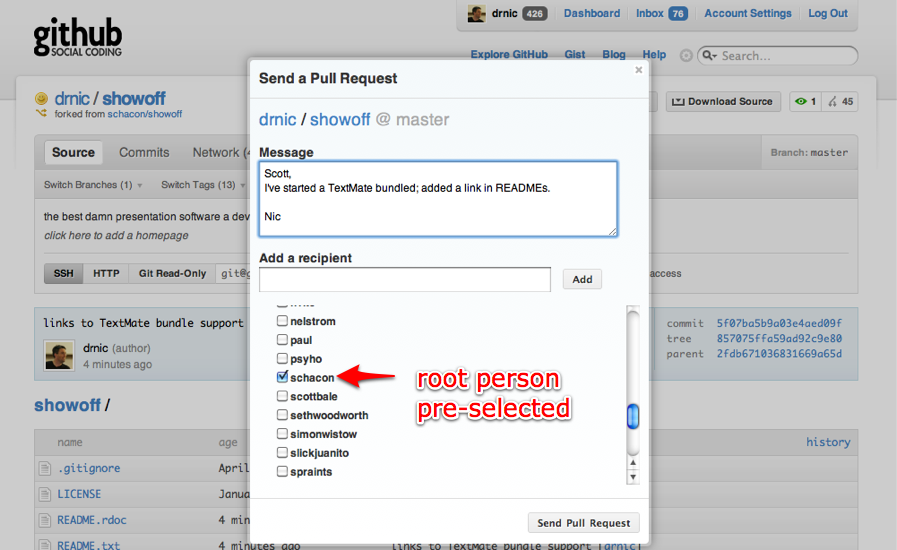 drnic 426 Dashboard Inbox 76 Account Settings Log Out
github
SOCIAL CODING
Explore GitHub Gist Blog Help Search...
Send a Pull Request
drnic / showoff
forked from schacon/showoff
Download Source 1 45
drnic / showoff @ master
Source Commits Network (4
Branch: master
Message
Scott,
I've started a TextMate bundled; added a link in READMEs.
Nic
Switch Branches (1) Switch Tags (13)
the best damn presentation software a dev
click here to add a homepage
Add a recipient
SSH HTTP Git Read-Only git@g
access
Add
links to TextMate bundle support
drnic (author)
4 minutes ago
nelstrom
paul
psyho
schacon
scottbale
sethwoodworth
simonwistow
slickjuanito
spraints
root person
pre-selected
commit 5f07ba5b9a03e4aed09f
tree 857075ffa59ad92c9e80
parent 2fdb671036831669a65d
showoff /
name age history
.gitignore April
LICENSE Janua
README.rdoc 4 min
README.txt 4 minutes ago links to TextMate bundle support [drnic]
Send Pull Request